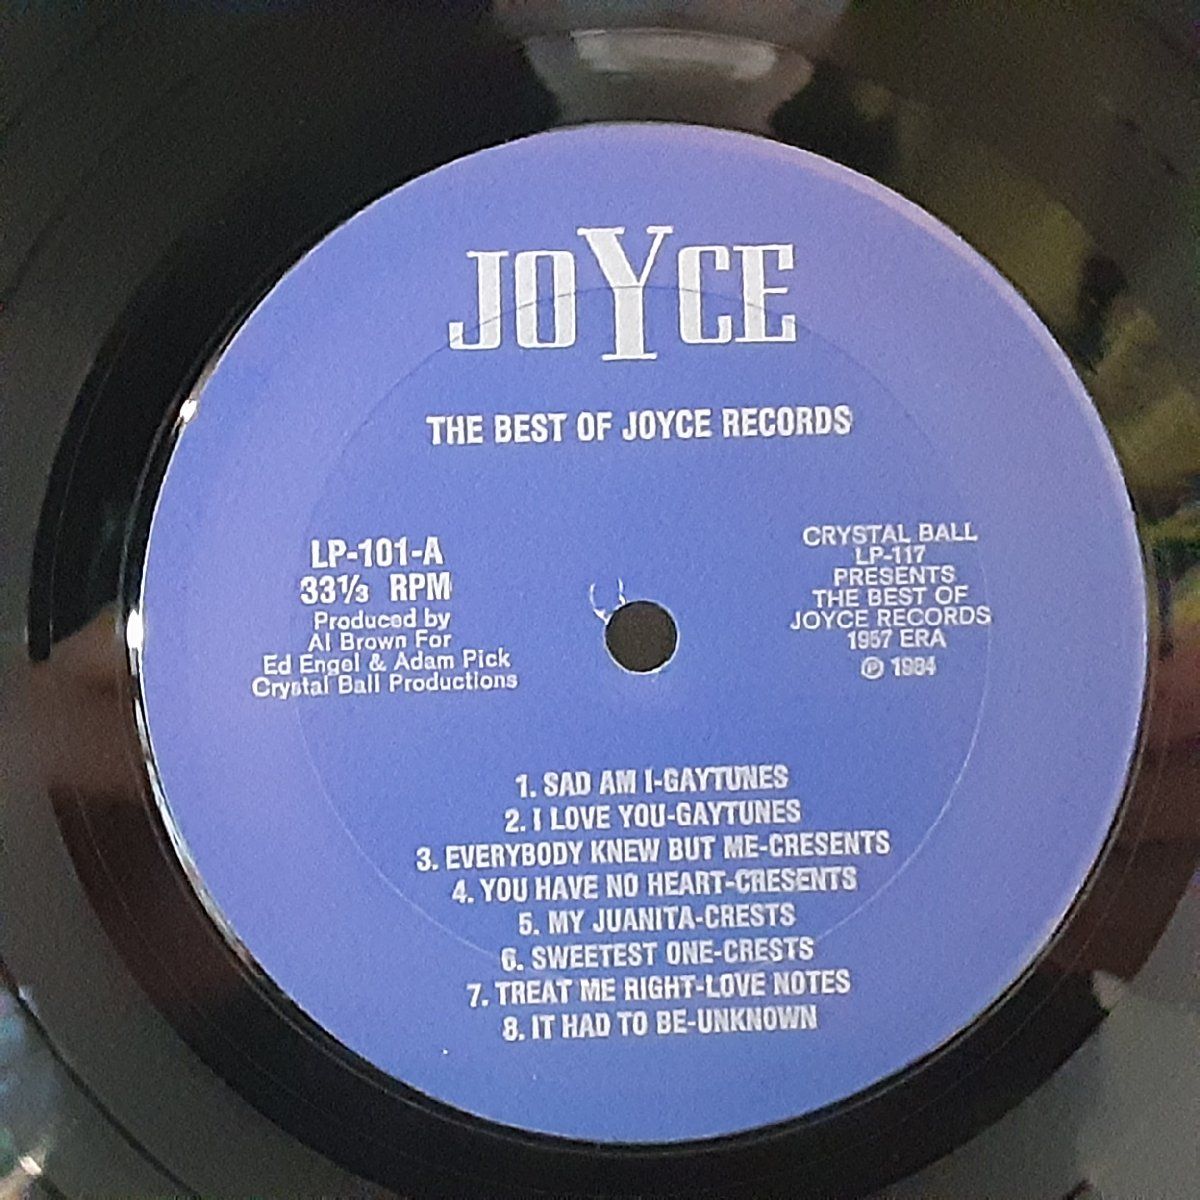 JOYCE
THE BEST OF JOYCE RECORDS
LP-101-A
33⅓ RPM
Produced by
Al Brown For
Ed Engel & Adam Pick
Crystal Ball Productions
CRYSTAL BALL
LP-117
PRESENTS
THE BEST OF
JOYCE RECORDS
1957 ERA
℗ 1984
1. SAD AM I-GAYTUNES
2. I LOVE YOU-GAYTUNES
3. EVERYBODY KNEW BUT ME-CRESENTS
4. YOU HAVE NO HEART-CRESENTS
5. MY JUANITA-CRESTS
6. SWEETEST ONE-CRESTS
7. TREAT ME RIGHT-LOVE NOTES
8. IT HAD TO BE-UNKNOWN